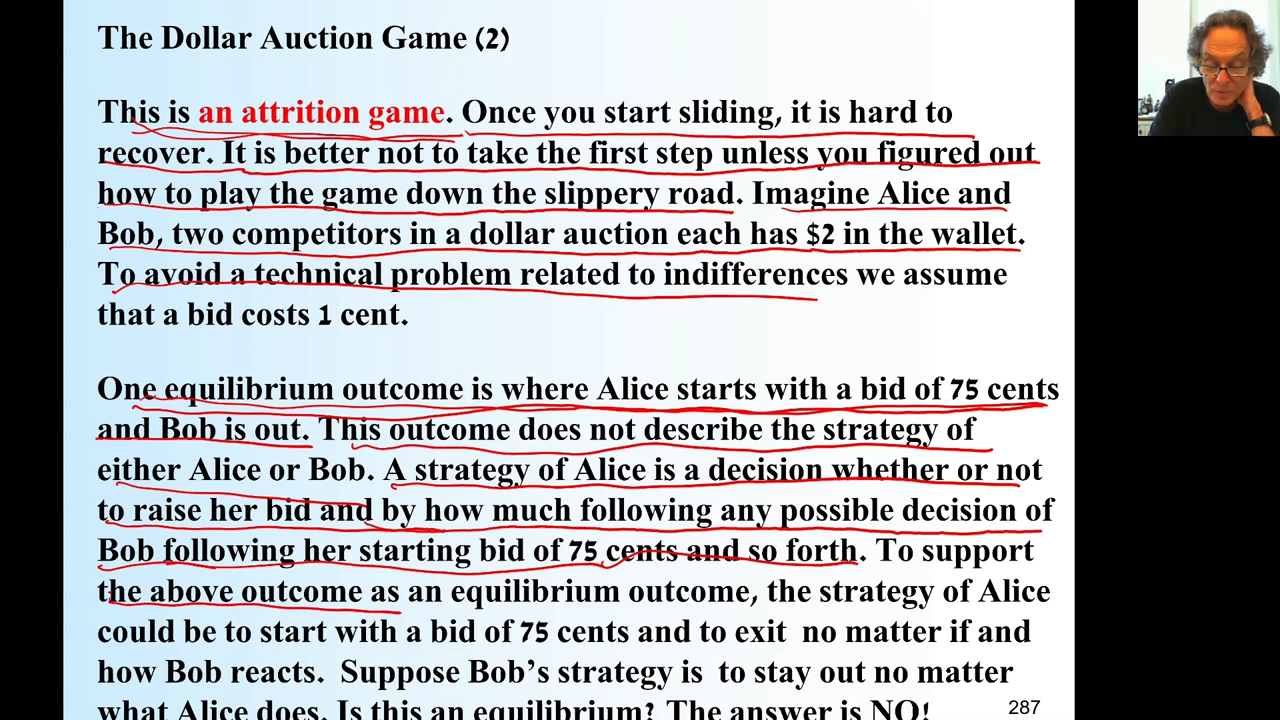 The Dollar Auction Game (2)
This is an attrition game. Once you start sliding, it is hard to
recover. It is better not to take the first step unless you figured out
how to play the game down the slippery road. Imagine Alice and
Bob, two competitors in a dollar auction each has $2 in the wallet.
To avoid a technical problem related to indifferences we assume
that a bid costs 1 cent.
One equilibrium outcome is where Alice starts with a bid of 75 cents
and Bob is out. This outcome does not describe the strategy of
either Alice or Bob. A strategy of Alice is a decision whether or not
to raise her bid and by how much following any possible decision of
Bob following her starting bid of 75 cents and so forth. To support
the above outcome as an equilibrium outcome, the strategy of Alice
could be to start with a bid of 75 cents and to exit no matter if and
how Bob reacts. Suppose Bob's strategy is to stay out no matter
what Alice does. Is this an equilibrium? The answer is NO!
287